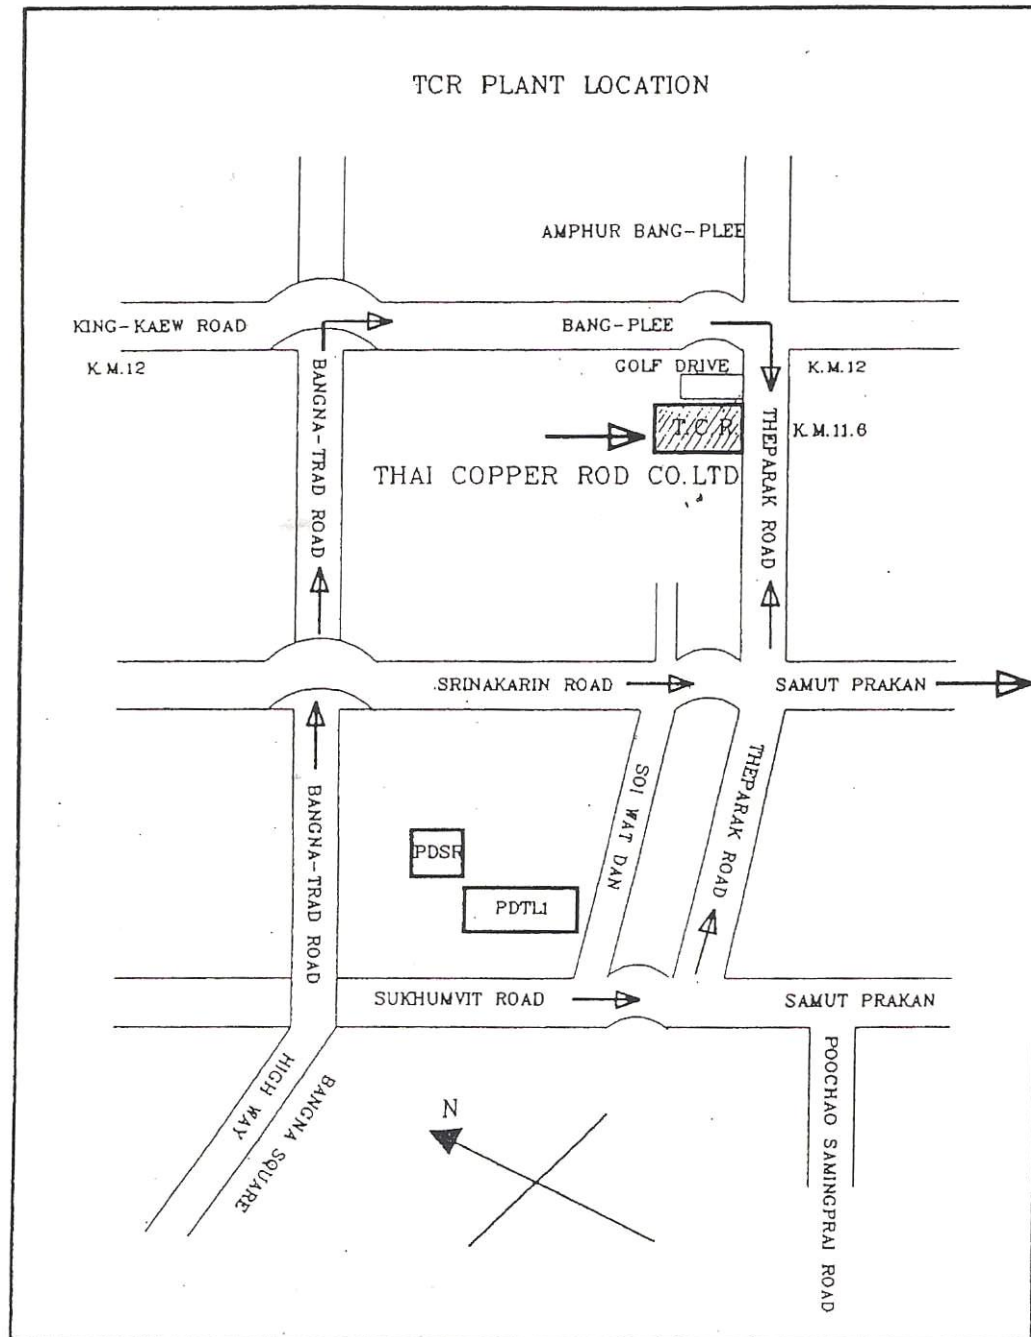 TCR PLANT LOCATION
AMPHUR BANG-PLEE
KING-KAEW ROAD
BANG-PLEE
K.M.12
GOLF DRIVE
K.M.12
T.C.R.
K.M.11.6
THAI COPPER ROD CO.LTD
BANGNA-TRAD ROAD
THEPARAK ROAD
SRINAKARIN ROAD
SAMUT PRAKAN
BANGNA-TRAD ROAD
SOI WAT DAN
THEPARAK ROAD
PDSR
PDTL1
SUKHUMVIT ROAD
SAMUT PRAKAN
HIGH WAY
BANGNA SQUARE
N
POOCHAO SAMINGPRAI ROAD